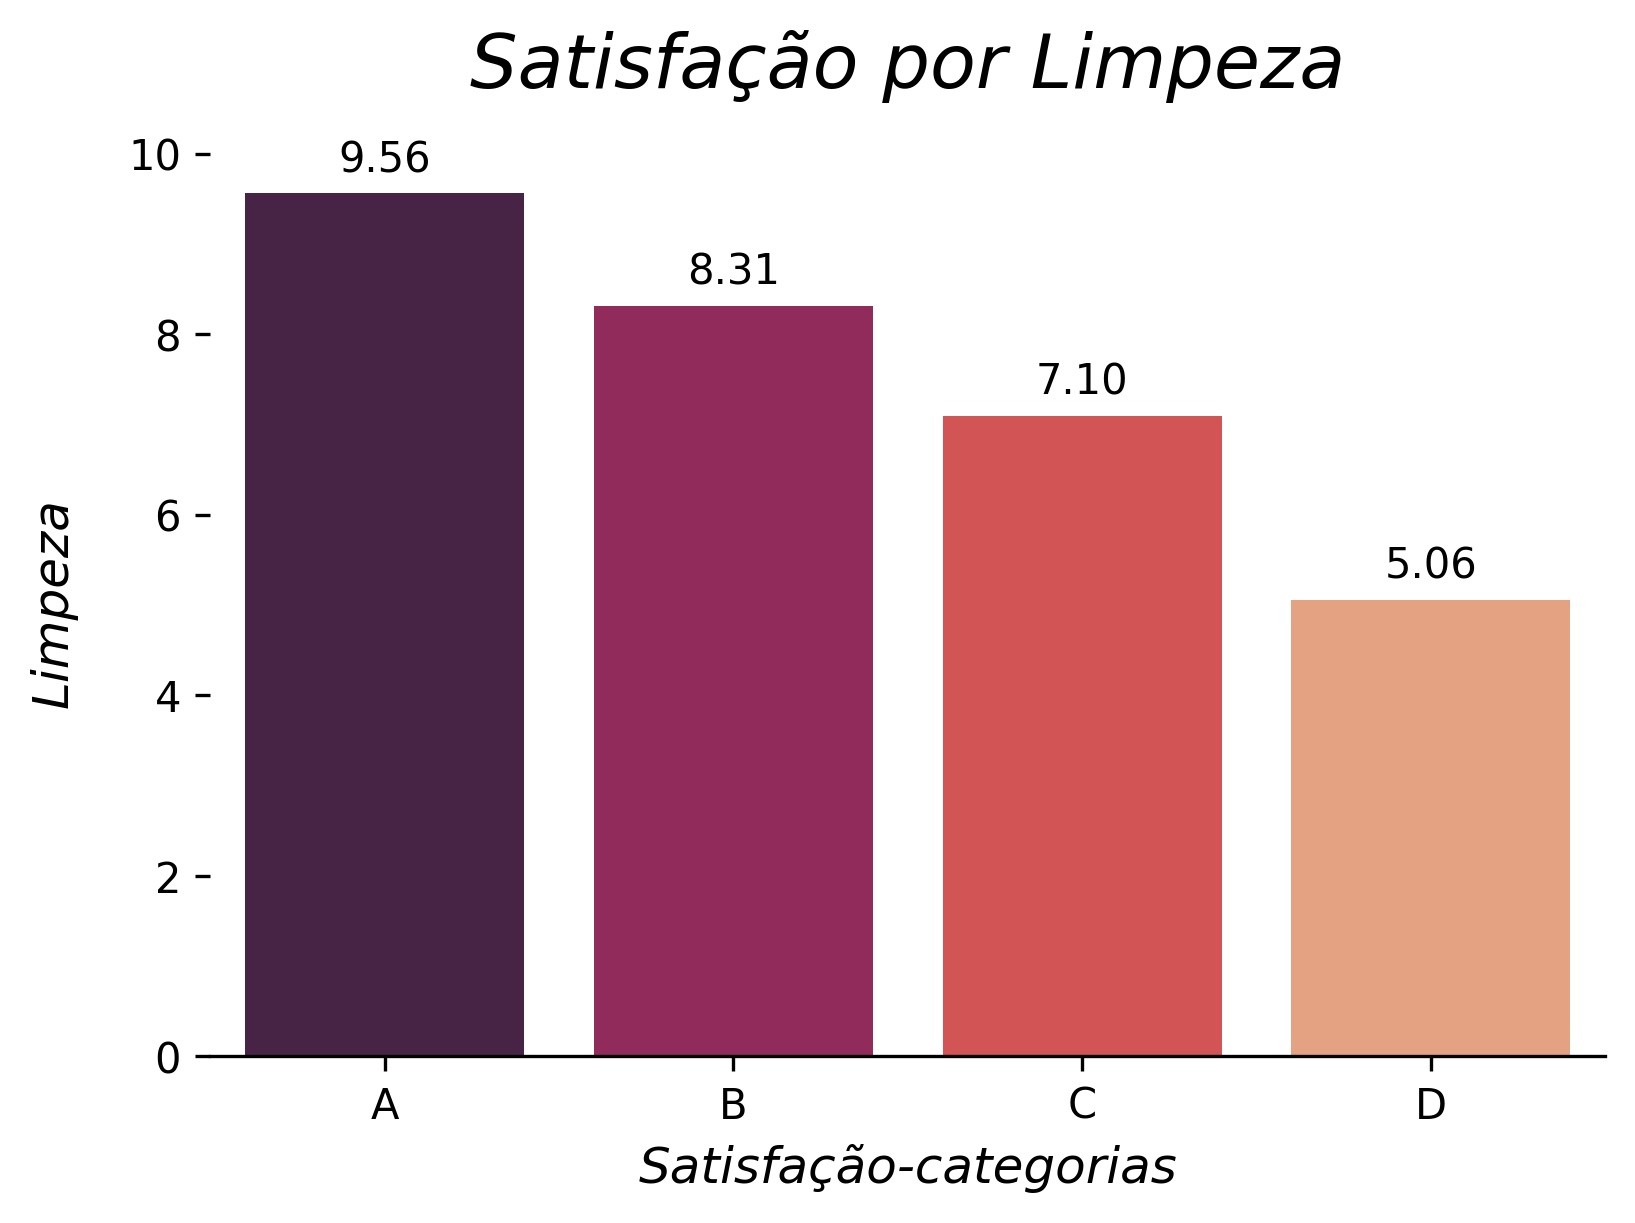 Satisfação por Limpeza
10
9.56
8.31
8
7.10
6
5.06
Limpeza
4
2
0
A
B
C
D
Satisfação-categorias